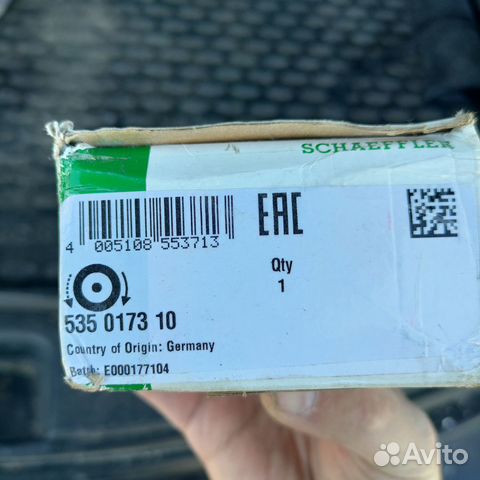 SCHAEFFLER
4 005108 553713
EAC
Qty
1
535 0173 10
Country of Origin: Germany
Batch: E000177104
Avito